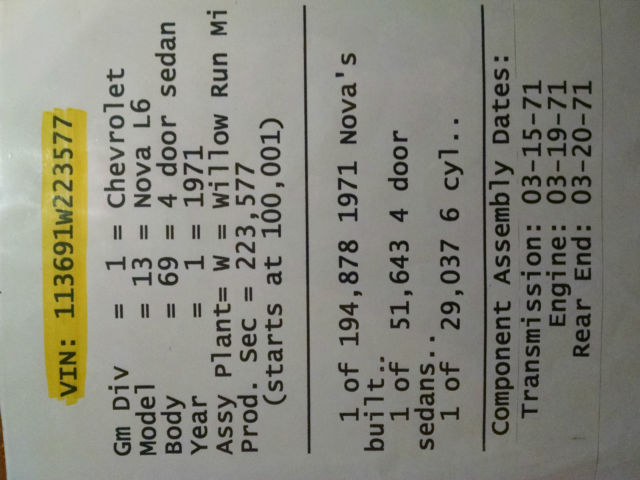 VIN: 113691W223577
Gm Div = 1 = Chevrolet
Model = 13 = Nova L6
Body = 69 = 4 door sedan
Year = 1 = 1971
Assy Plant= W = Willow Run Mi
Prod. sec = 223,577
(starts at 100,001)
1 of 194,878 1971 Nova's
built..
1 of 51,643 4 door
sedans..
1 of 29,037 6 cyl..
Component Assembly Dates:
Transmission: 03-15-71
Engine: 03-19-71
Rear End: 03-20-71